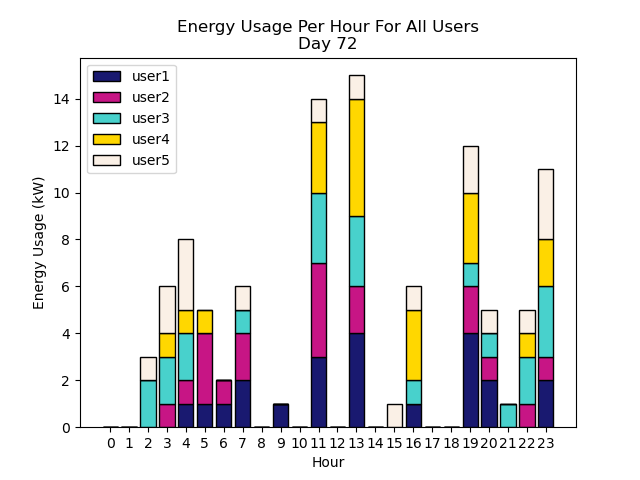 Energy Usage Per Hour For All Users
Day 72
user1
user2
user3
user4
user5
Energy Usage (kW)
14
12
10
8
6
4
2
0
0 1 2 3 4 5 6 7 8 9 10 11 12 13 14 15 16 17 18 19 20 21 22 23
Hour